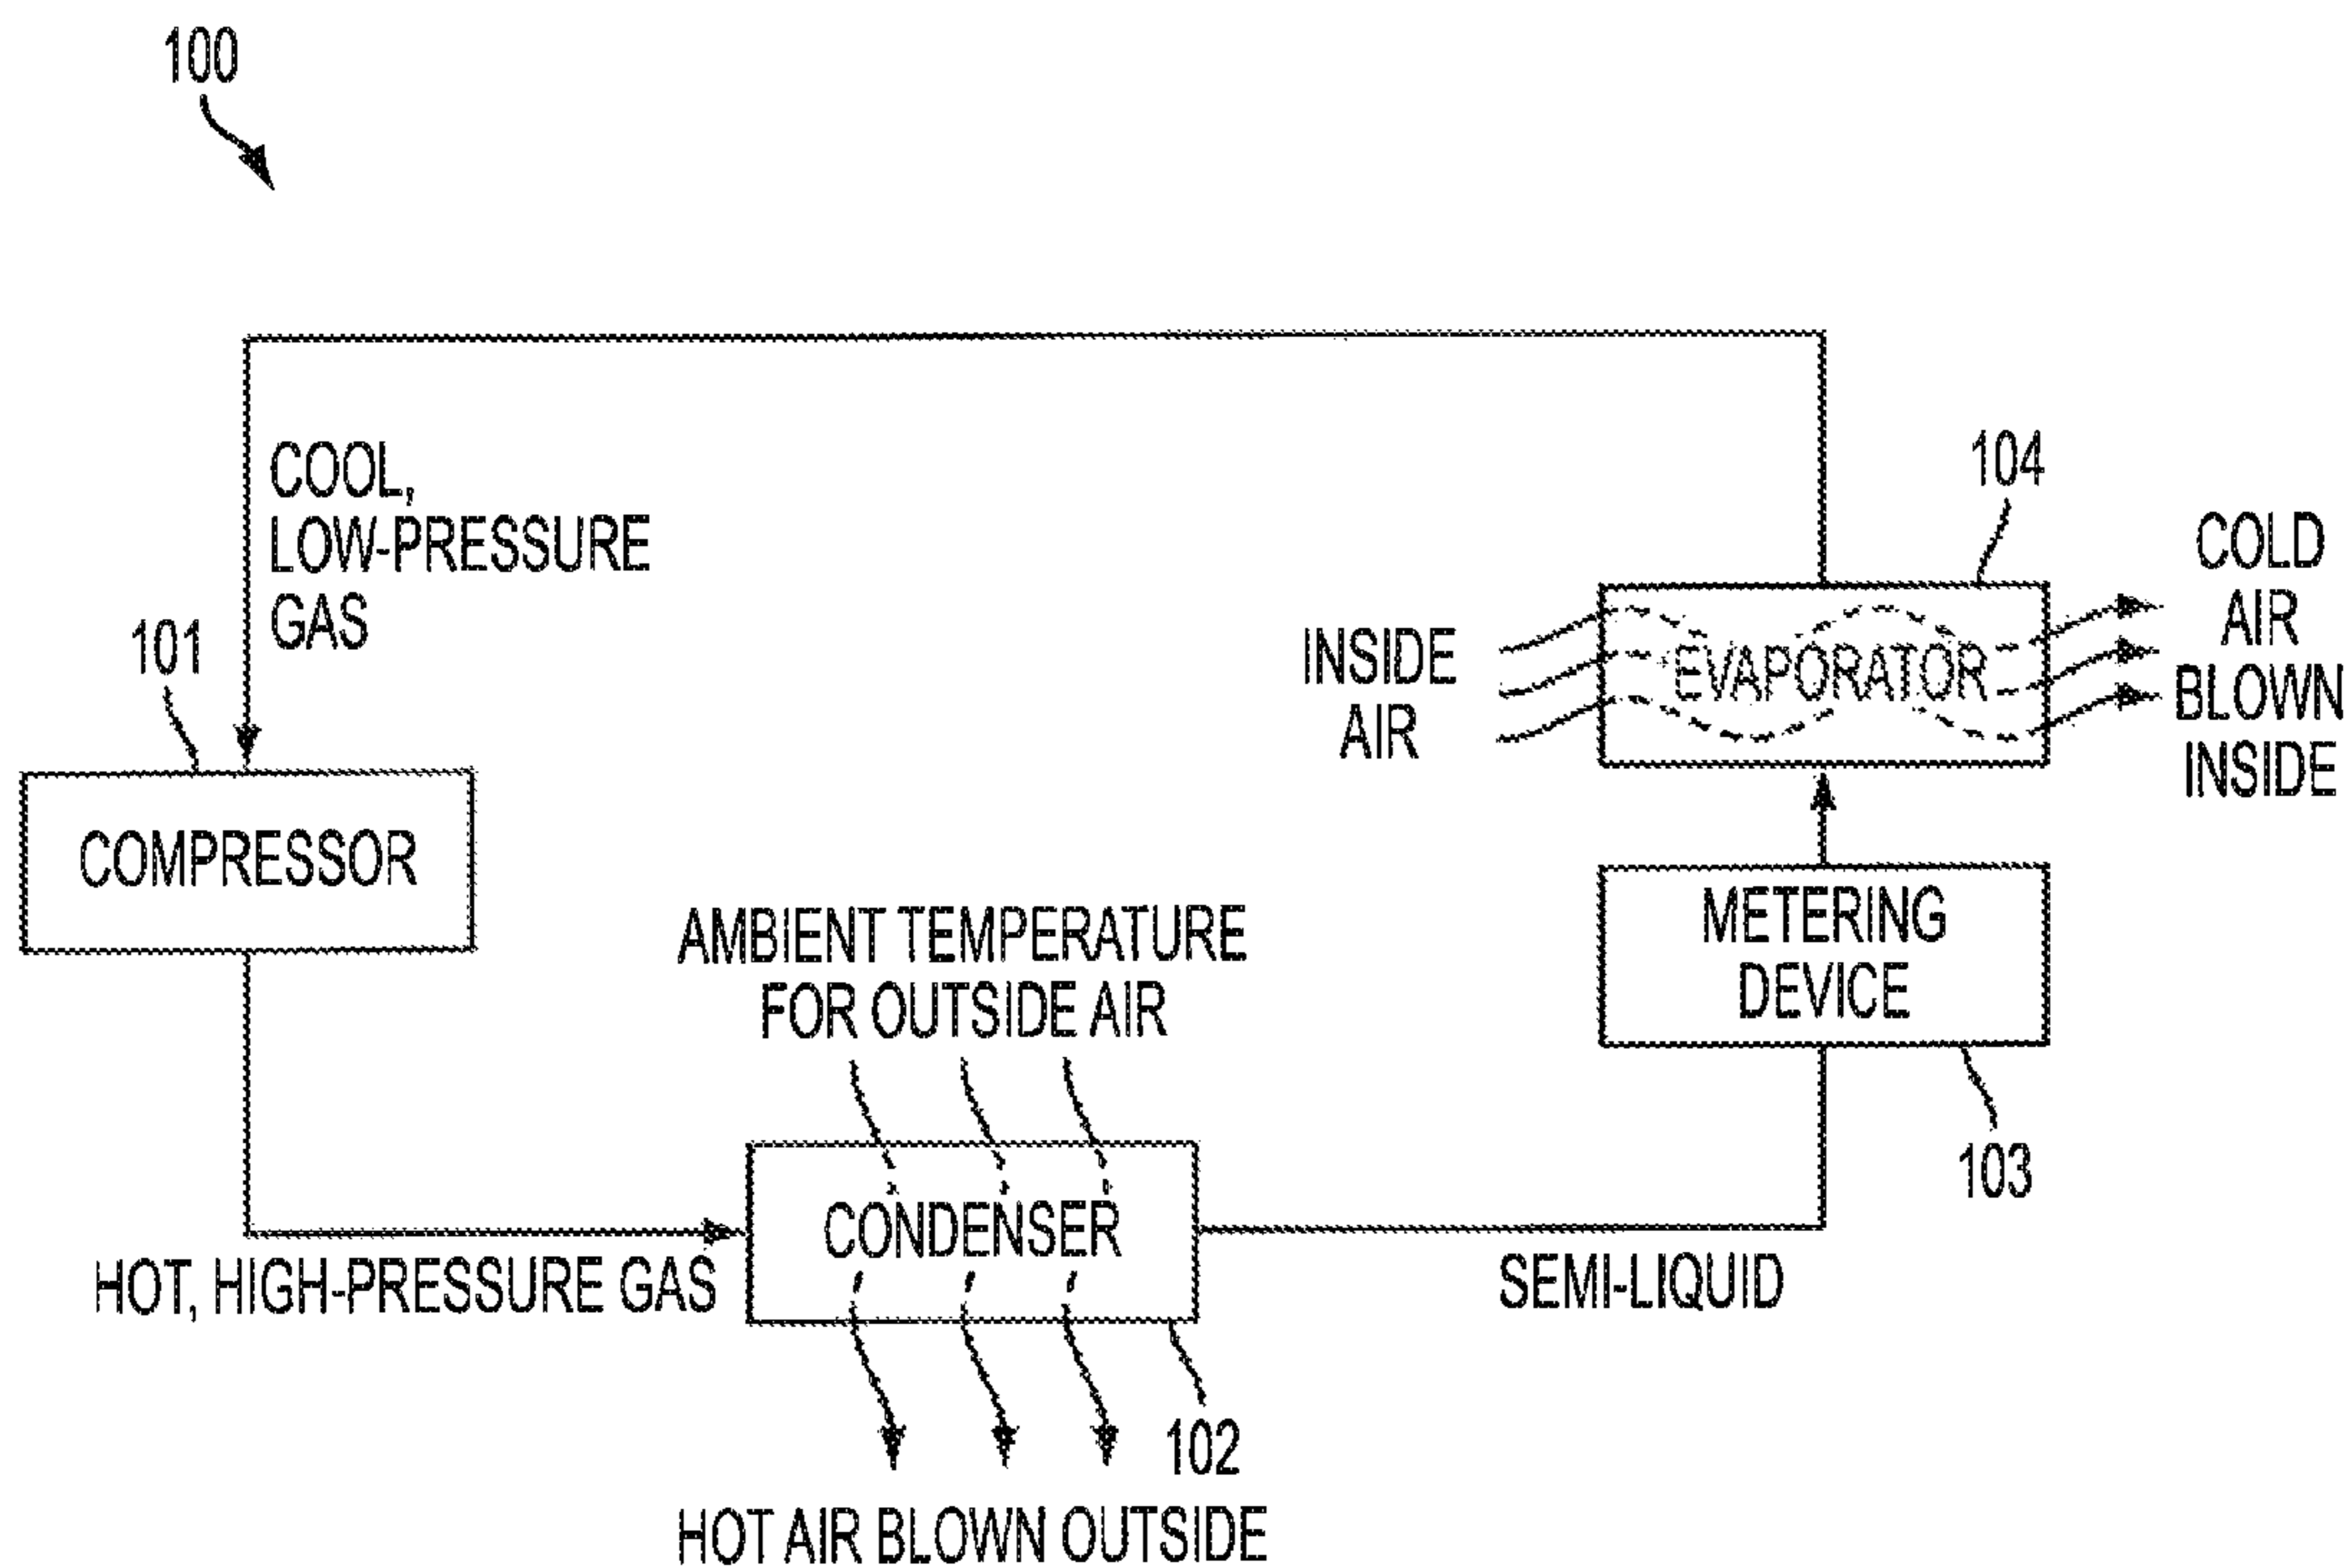 100
COOL,
LOW-PRESSURE
GAS
101
COMPRESSOR
104
COLD
AIR
BLOWN
INSIDE
INSIDE
AIR
EVAPORATOR
METERING
DEVICE
103
AMBIENT TEMPERATURE
FOR OUTSIDE AIR
CONDENSER
HOT, HIGH-PRESSURE GAS
SEMI-LIQUID
102
HOT AIR BLOWN OUTSIDE